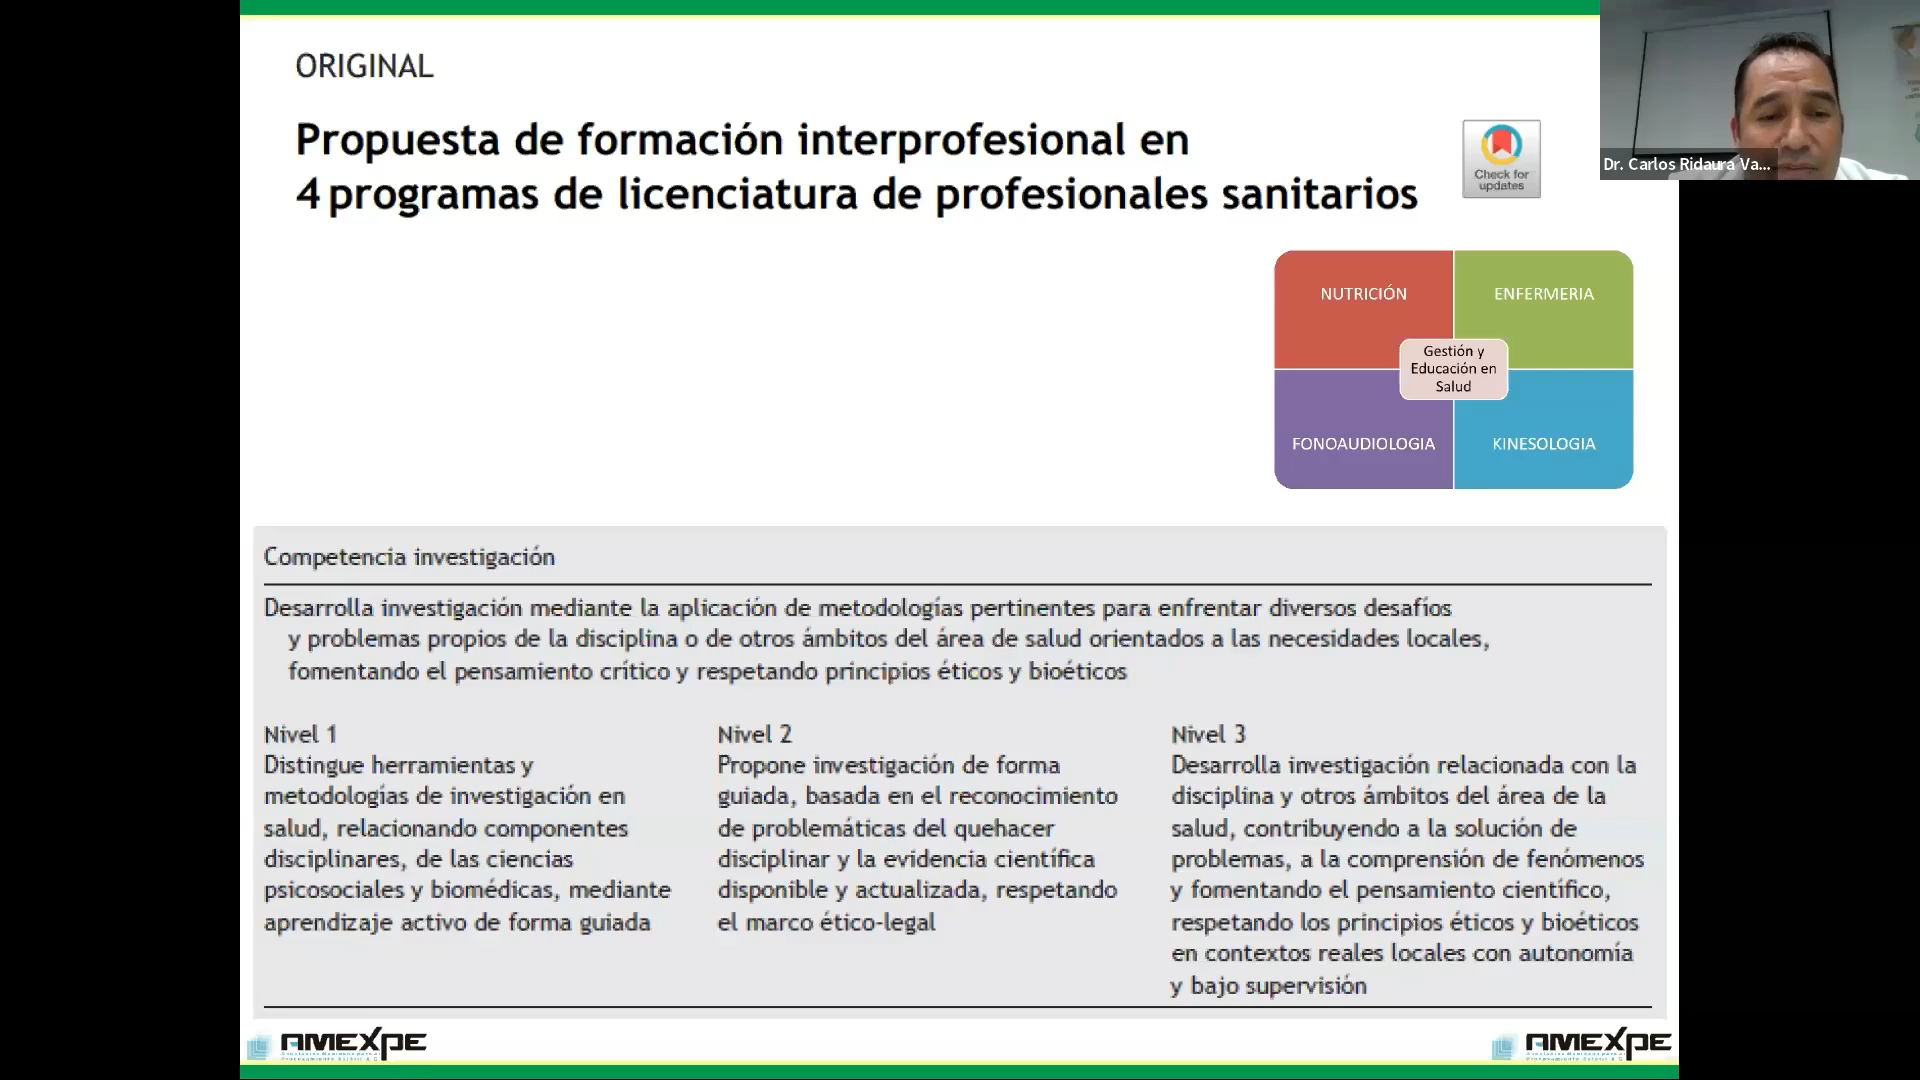 ORIGINAL
Propuesta de formación interprofesional en
4 programas de licenciatura de profesionales sanitarios
Check for
updates
Dr. Carlos Ridaura Va...
NUTRICIÓN
ENFERMERIA
Gestión y
Educación en
Salud
FONOAUDIOLOGIA
KINESOLOGIA
Competencia investigación
Desarrolla investigación mediante la aplicación de metodologías pertinentes para enfrentar diversos desafíos
y problemas propios de la disciplina o de otros ámbitos del área de salud orientados a las necesidades locales,
fomentando el pensamiento crítico y respetando principios éticos y bioéticos
Nivel 1
Distingue herramientas y
metodologías de investigación en
salud, relacionando componentes
disciplinares, de las ciencias
psicosociales y biomédicas, mediante
aprendizaje activo de forma guiada
Nivel 2
Propone investigación de forma
guiada, basada en el reconocimiento
de problemáticas del quehacer
disciplinar y la evidencia científica
disponible y actualizada, respetando
el marco ético-legal
Nivel 3
Desarrolla investigación relacionada con la
disciplina y otros ámbitos del área de la
salud, contribuyendo a la solución de
problemas, a la comprensión de fenómenos
y fomentando el pensamiento científico,
respetando los principios éticos y bioéticos
en contextos reales locales con autonomía
y bajo supervisión
AMEXPE
AMEXPE